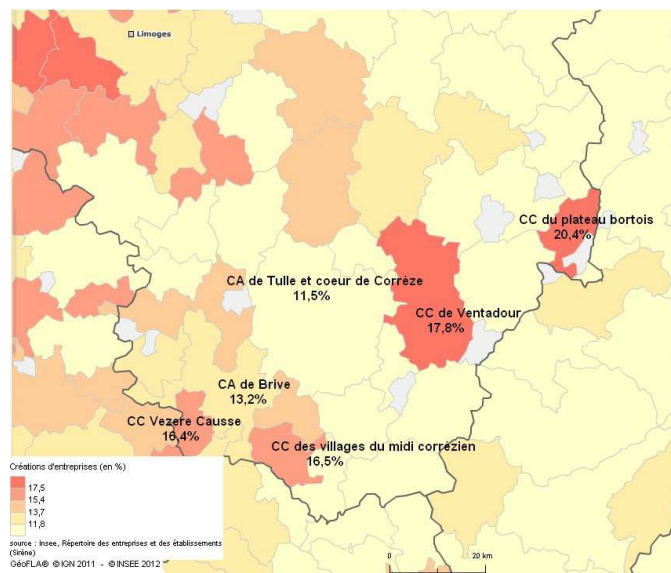 Limoges
CC du plateau bortois
20,4%
CA de Tulle et coeur de Corrèze
11,5%
CC de Ventadour
17,8%
CA de Brive
13,2%
CC Vezere Causse
16,4%
CC des villages du midi corrézien
16,5%
Créations d'entreprises (en %)
17,5
15,4
13,7
11,8
source : Insee, Répertoire des entreprises et des établissements
(Sirène)
GéoFLA® © IGN 2011 - © INSEE 2012
0 20 km